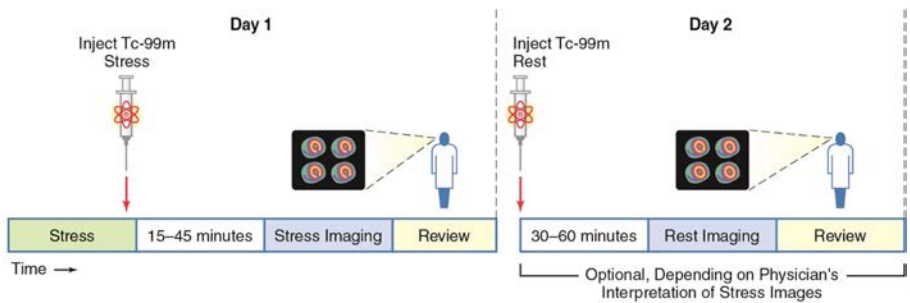 Day 1
Day 2
Inject Tc-99m
Stress
Inject Tc-99m
Rest
Stress
15–45 minutes
Stress Imaging
Review
30–60 minutes
Rest Imaging
Review
Time
Optional, Depending on Physician's
Interpretation of Stress Images